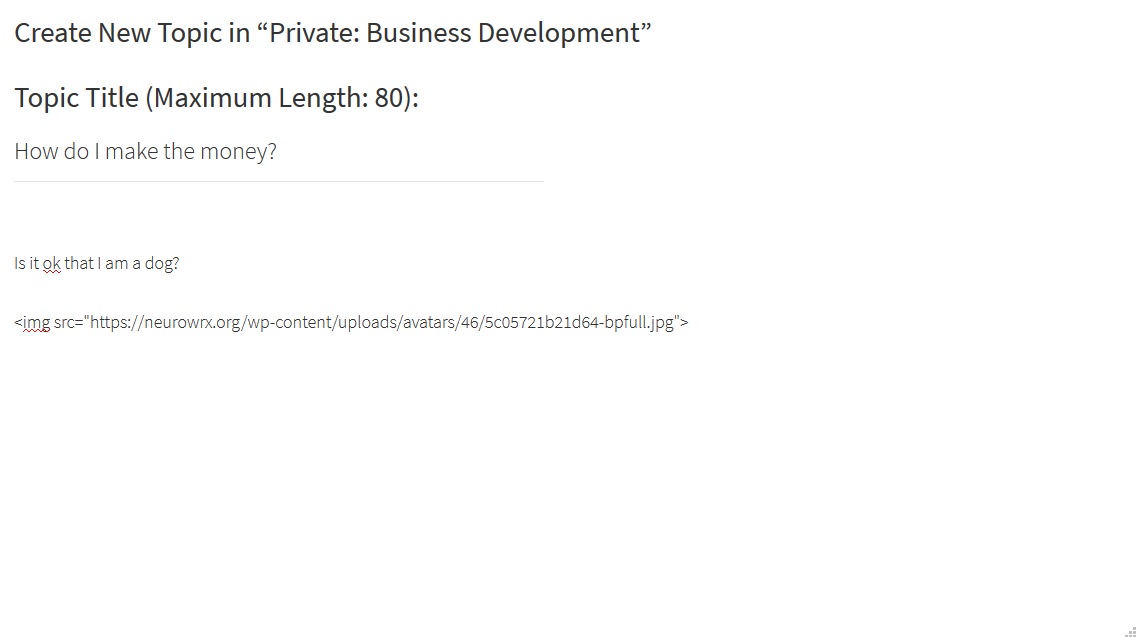 Create New Topic in “Private: Business Development”
Topic Title (Maximum Length: 80):
How do I make the money?
Is it ok that I am a dog?
<img src="https://neurowrx.org/wp-content/uploads/avatars/46/5c05721b21d64-bpfull.jpg">